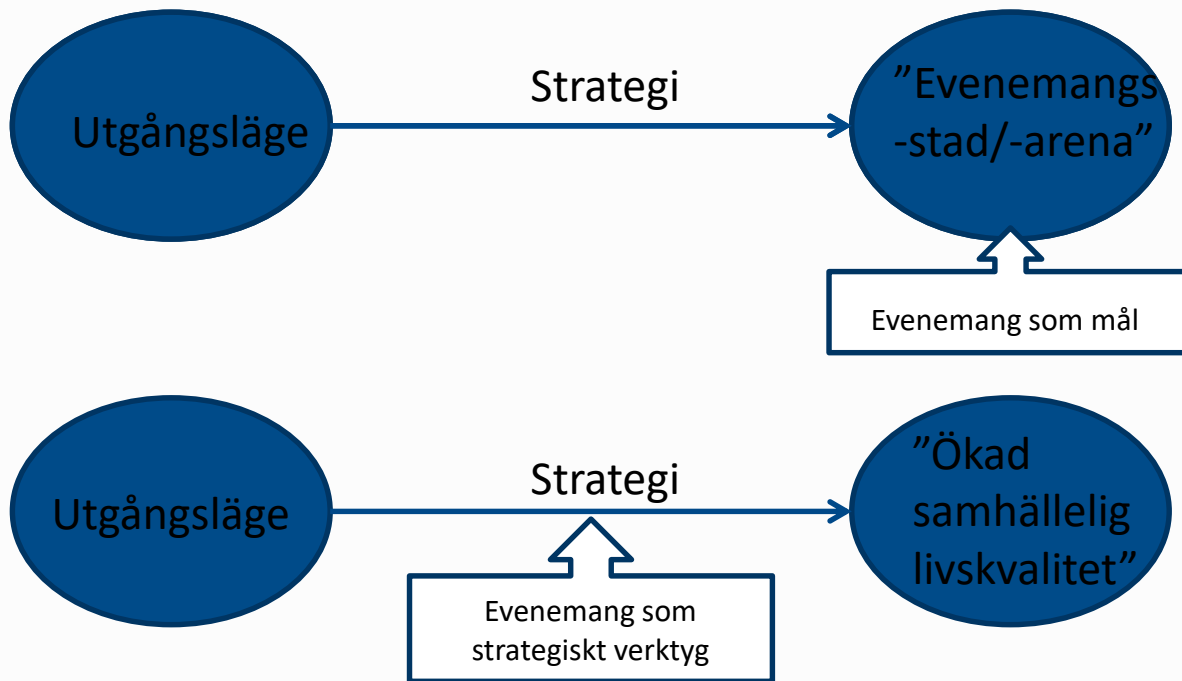 Utgångsläge
Strategi
”Evenemangs
-stad/-arena”
Evenemang som mål
Utgångsläge
Strategi
”Ökad
samhällelig
livskvalitet”
Evenemang som
strategiskt verktyg